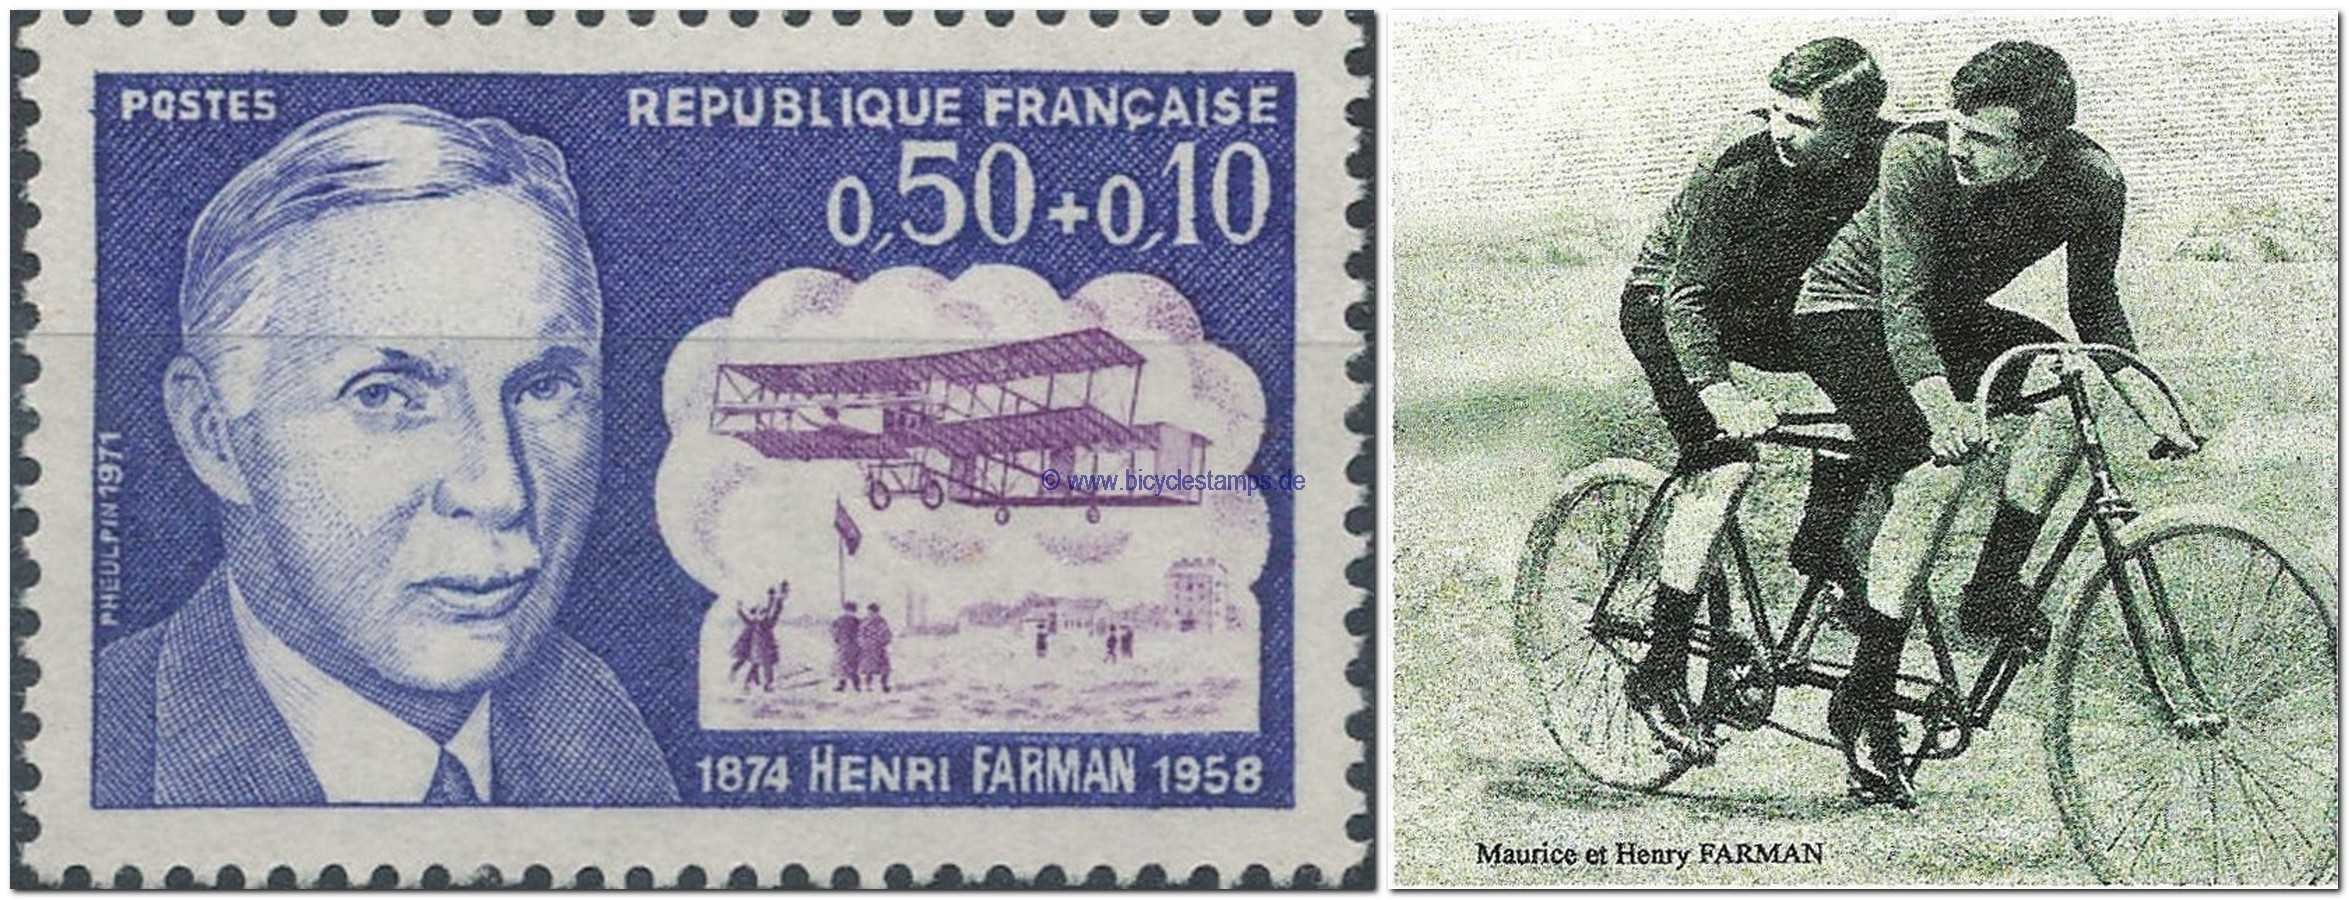 POSTES
REPUBLIQUE FRANÇAISE
0,50+0,10
PHEULPIN 1971
© www.bicyclestamps.de
1874 HENRI FARMAN 1958
Maurice et Henry FARMAN